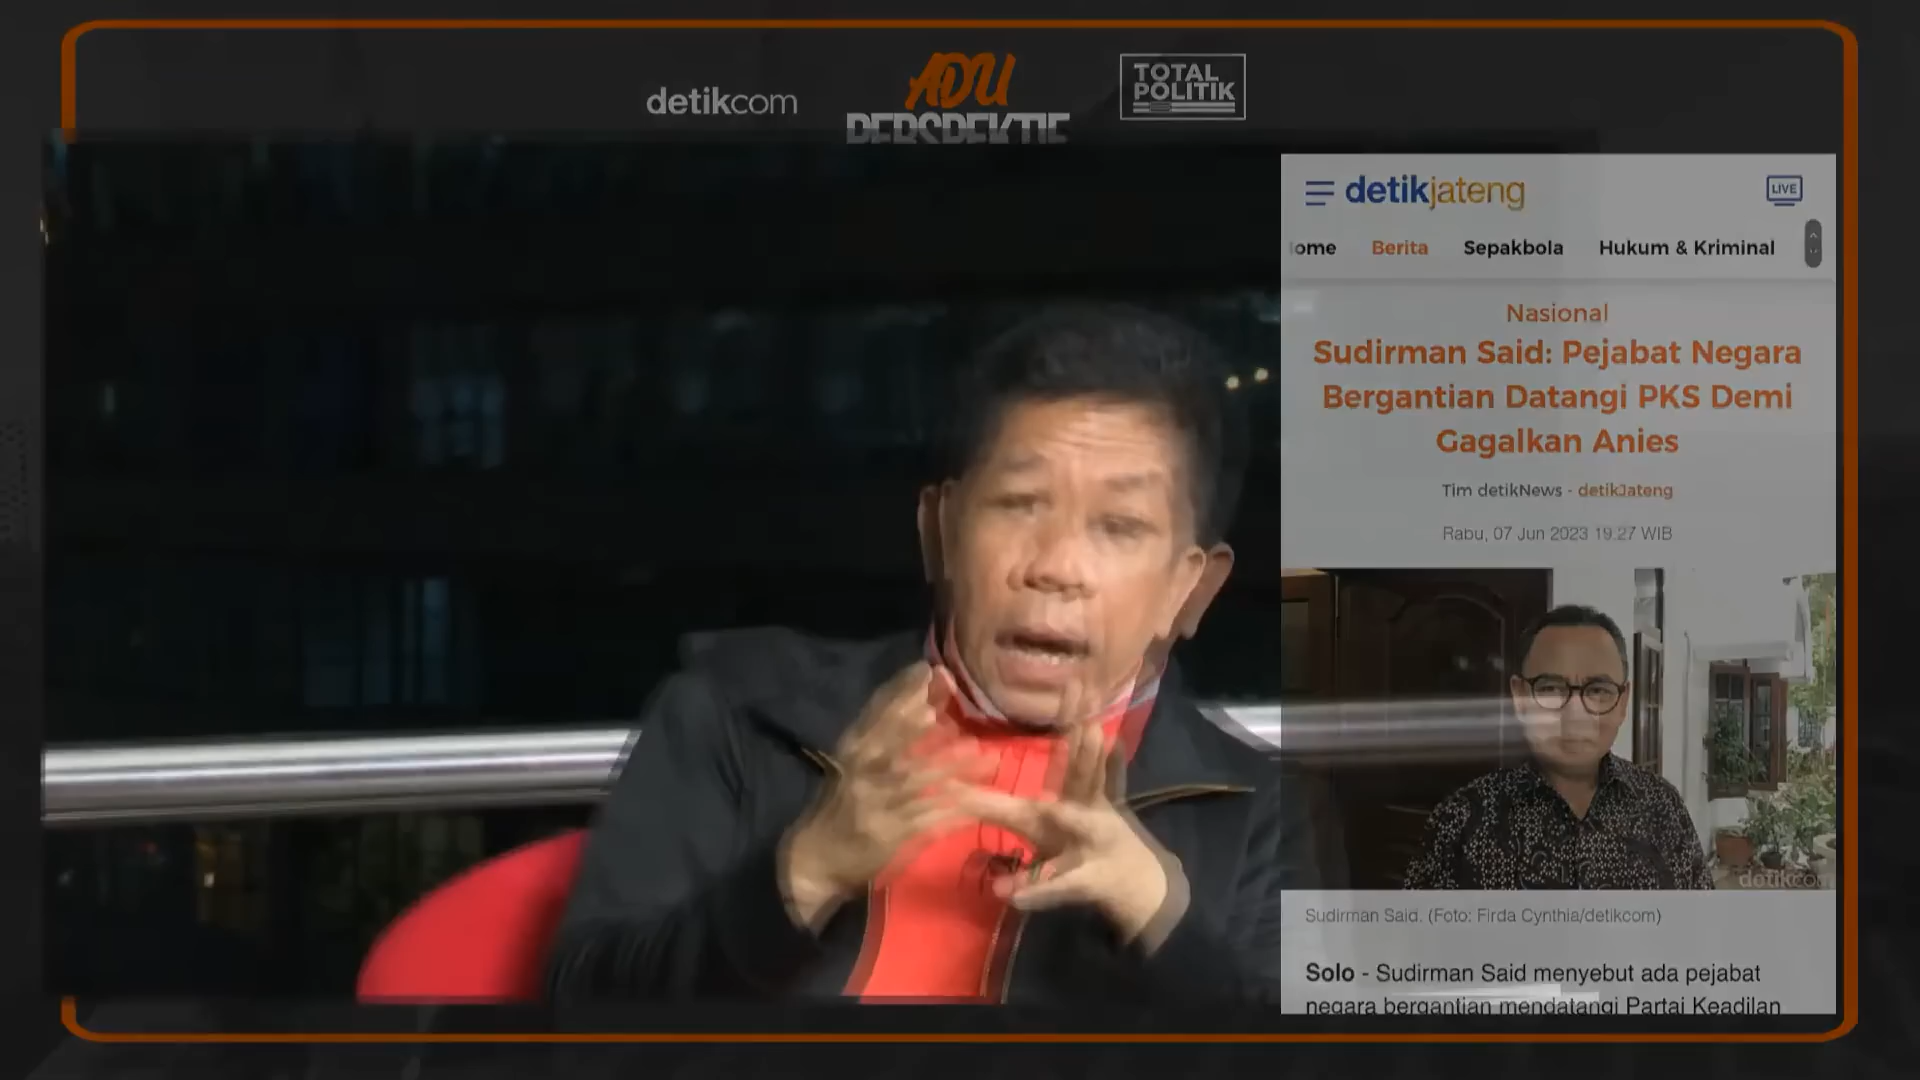 detikcom
ADU
PERSPEKTIF
TOTAL
POLITIK
detikjateng
LIVE
ome
Berita
Sepakbola
Hukum & Kriminal
Nasional
Sudirman Said: Pejabat Negara
Bergantian Datangi PKS Demi
Gagalkan Anies
Tim detikNews - detikJateng
Rabu, 07 Jun 2023 19.27 WIB
detikcom
Sudirman Said. (Foto: Firda Cynthia/detikcom)
Solo - Sudirman Said menyebut ada pejabat
negara bergantian mendatangi Partai Keadilan